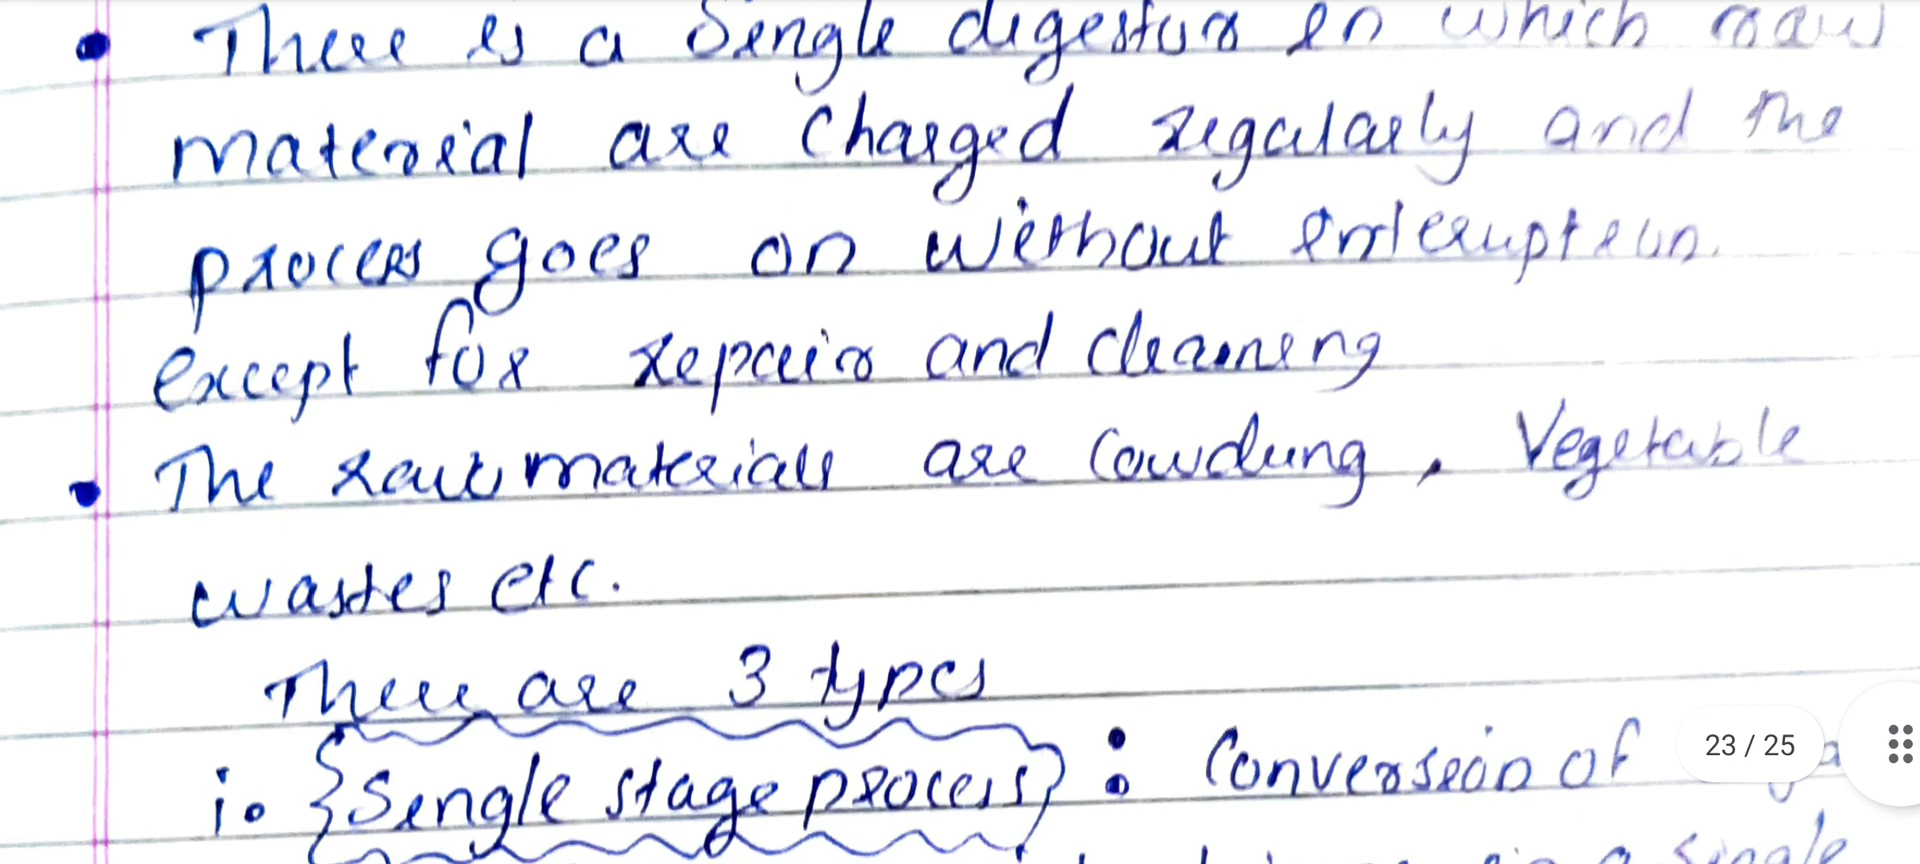 • There is a Single digestor in which raw
material are Charged regularly and the
process goes on without interruption.
except for repair and cleaning
• The raw materials are Cowdung, Vegetable
wastes etc.
There are 3 types
i. {Single stage process} : Conversion of
23 / 25
in a single